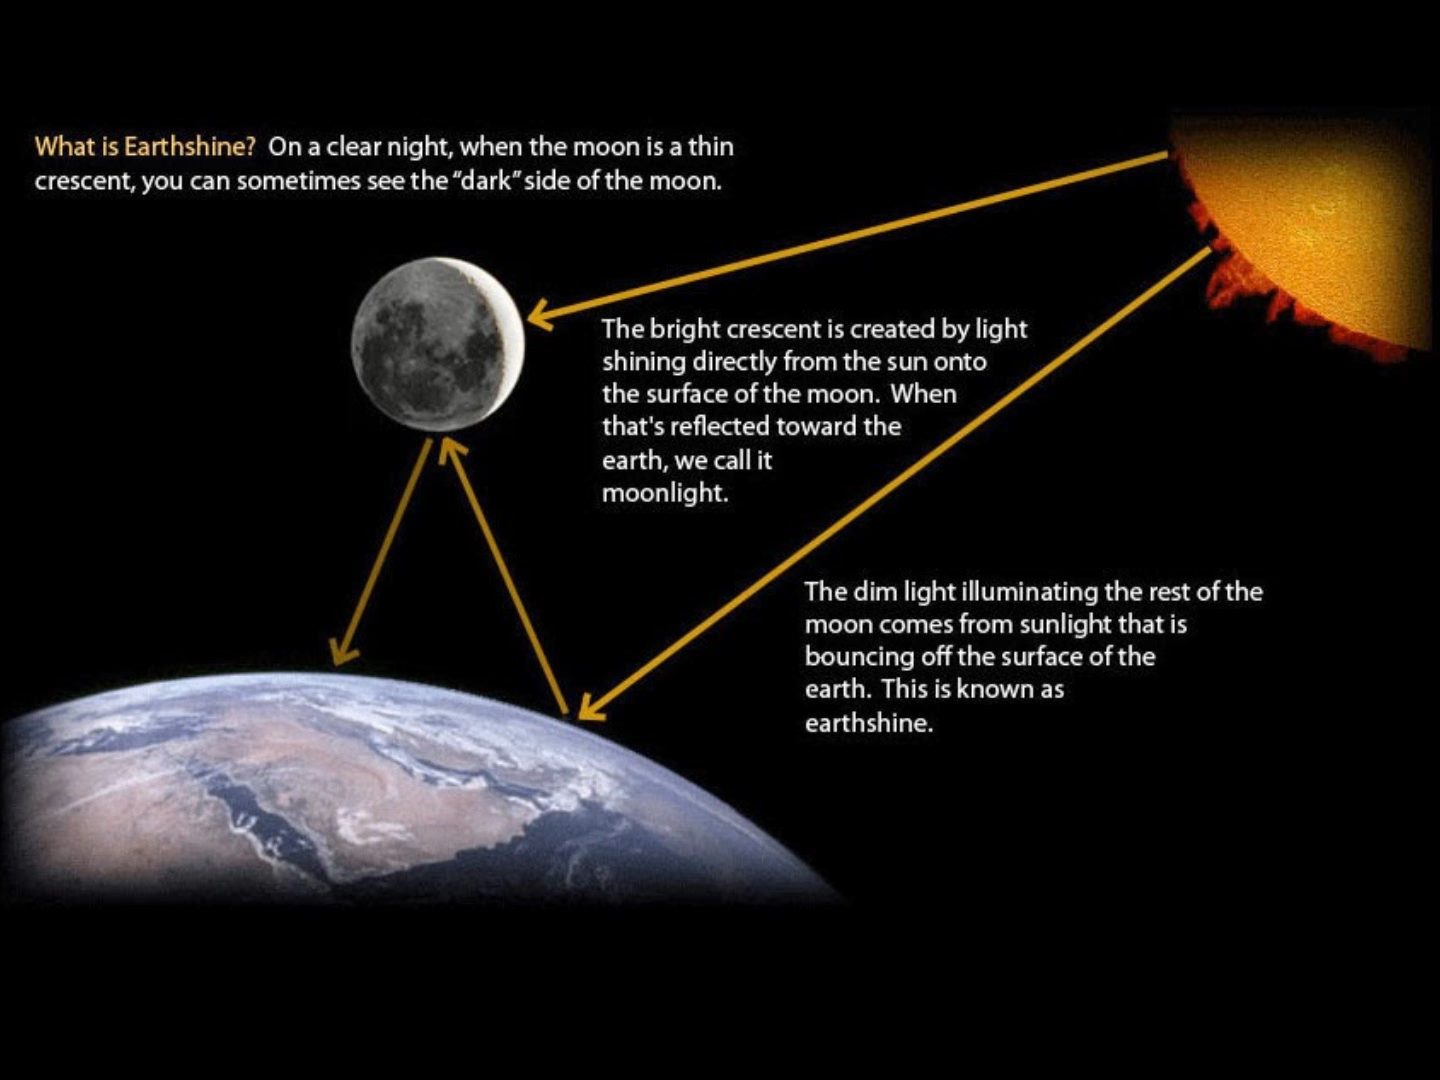 What is Earthshine? On a clear night, when the moon is a thin
crescent, you can sometimes see the “dark” side of the moon.
The bright crescent is created by light
shining directly from the sun onto
the surface of the moon. When
that's reflected toward the
earth, we call it
moonlight.
The dim light illuminating the rest of the
moon comes from sunlight that is
bouncing off the surface of the
earth. This is known as
earthshine.